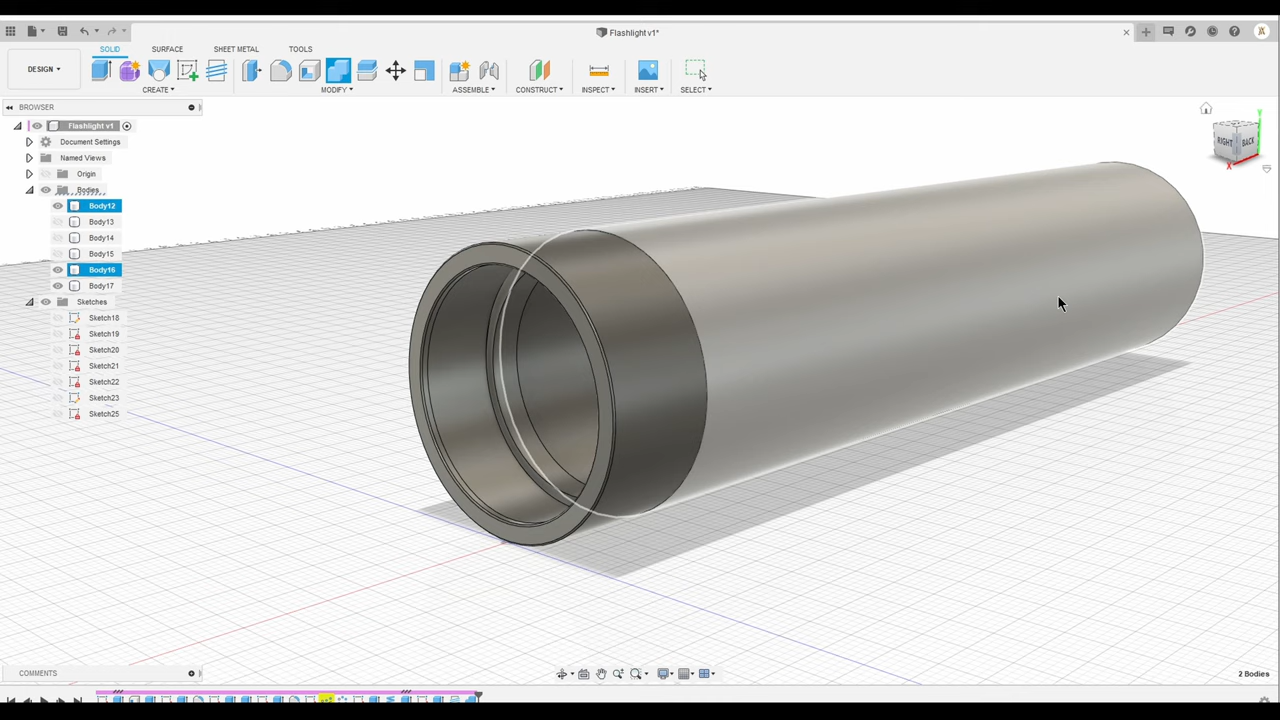 Flashlight v1*
SOLID SURFACE SHEET METAL TOOLS
DESIGN
CREATE MODIFY ASSEMBLE CONSTRUCT INSPECT INSERT SELECT
BROWSER
Flashlight v1
Document Settings
Named Views
Origin
Bodies
Body12
Body13
Body14
Body15
Body16
Body17
Sketches
Sketch18
Sketch19
Sketch20
Sketch21
Sketch22
Sketch23
Sketch25
RIGHT BACK
X
COMMENTS
2 Bodies